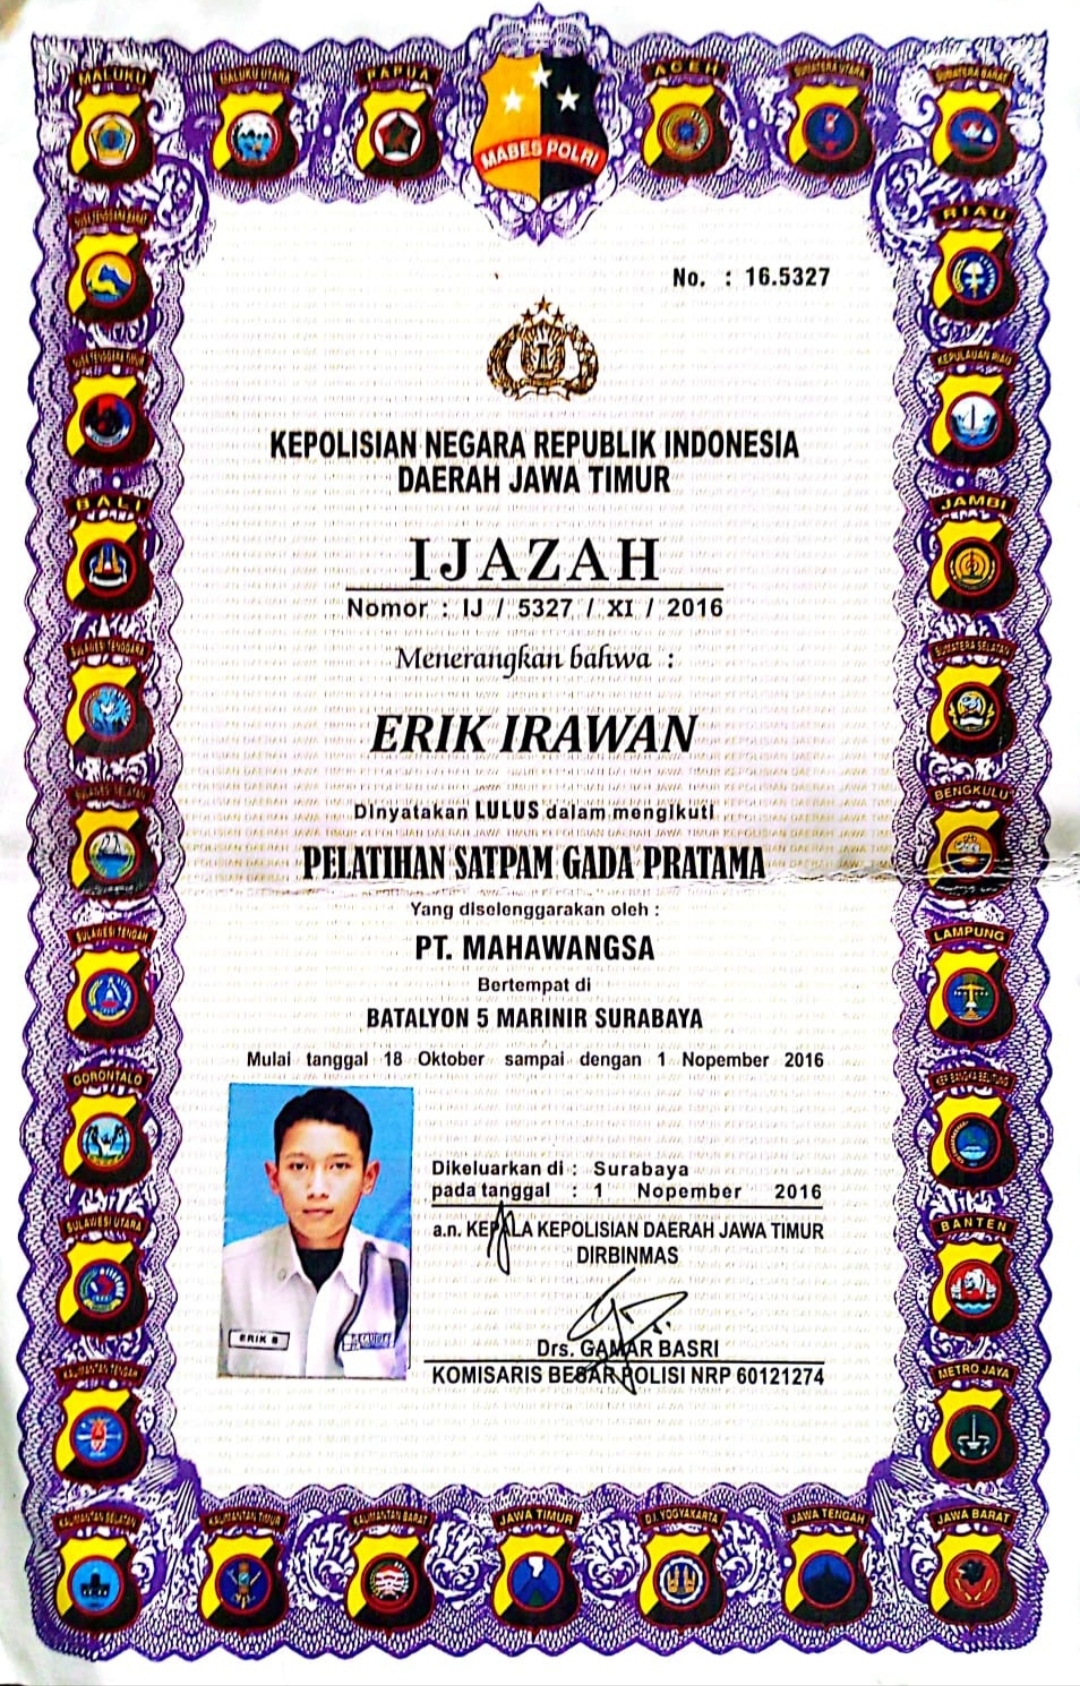 MALUKU
MALUKU UTARA
PAPUA
MABES POLRI
ACEH
SUMATERA UTARA
SUMATERA BARAT
NUSA TENGGARA BARAT
RIAU
No. : 16.5327
NUSA TENGGARA TIMUR
KEPULAUAN RIAU
KEPOLISIAN NEGARA REPUBLIK INDONESIA
DAERAH JAWA TIMUR
BALI
JAMBI
IJAZAH
Nomor : IJ / 5327 / XI / 2016
Menerangkan bahwa :
SULAWESI TENGGARA
SUMATERA SELATAN
ERIK IRAWAN
SULAWESI SELATAN
BENGKULU
Dinyatakan LULUS dalam mengikuti
PELATIHAN SATPAM GADA PRATAMA
Yang diselenggarakan oleh :
SULAWESI TENGAH
LAMPUNG
PT. MAHAWANGSA
Bertempat di
BATALYON 5 MARINIR SURABAYA
Mulai tanggal 18 Oktober sampai dengan 1 Nopember 2016
GORONTALO
KEP BANGKA BELITUNG
Dikeluarkan di : Surabaya
pada tanggal : 1 Nopember 2016
SULAWESI UTARA
BANTEN
a.n. KEPALA KEPOLISIAN DAERAH JAWA TIMUR
DIRBINMAS
ERIK
Drs. GAMAR BASRI
KOMISARIS BESAR POLISI NRP 60121274
KALIMANTAN TENGAH
METRO JAYA
KALIMANTAN SELATAN
KALIMANTAN TIMUR
KALIMANTAN BARAT
JAWA TIMUR
D.I. YOGYAKARTA
JAWA TENGAH
JAWA BARAT